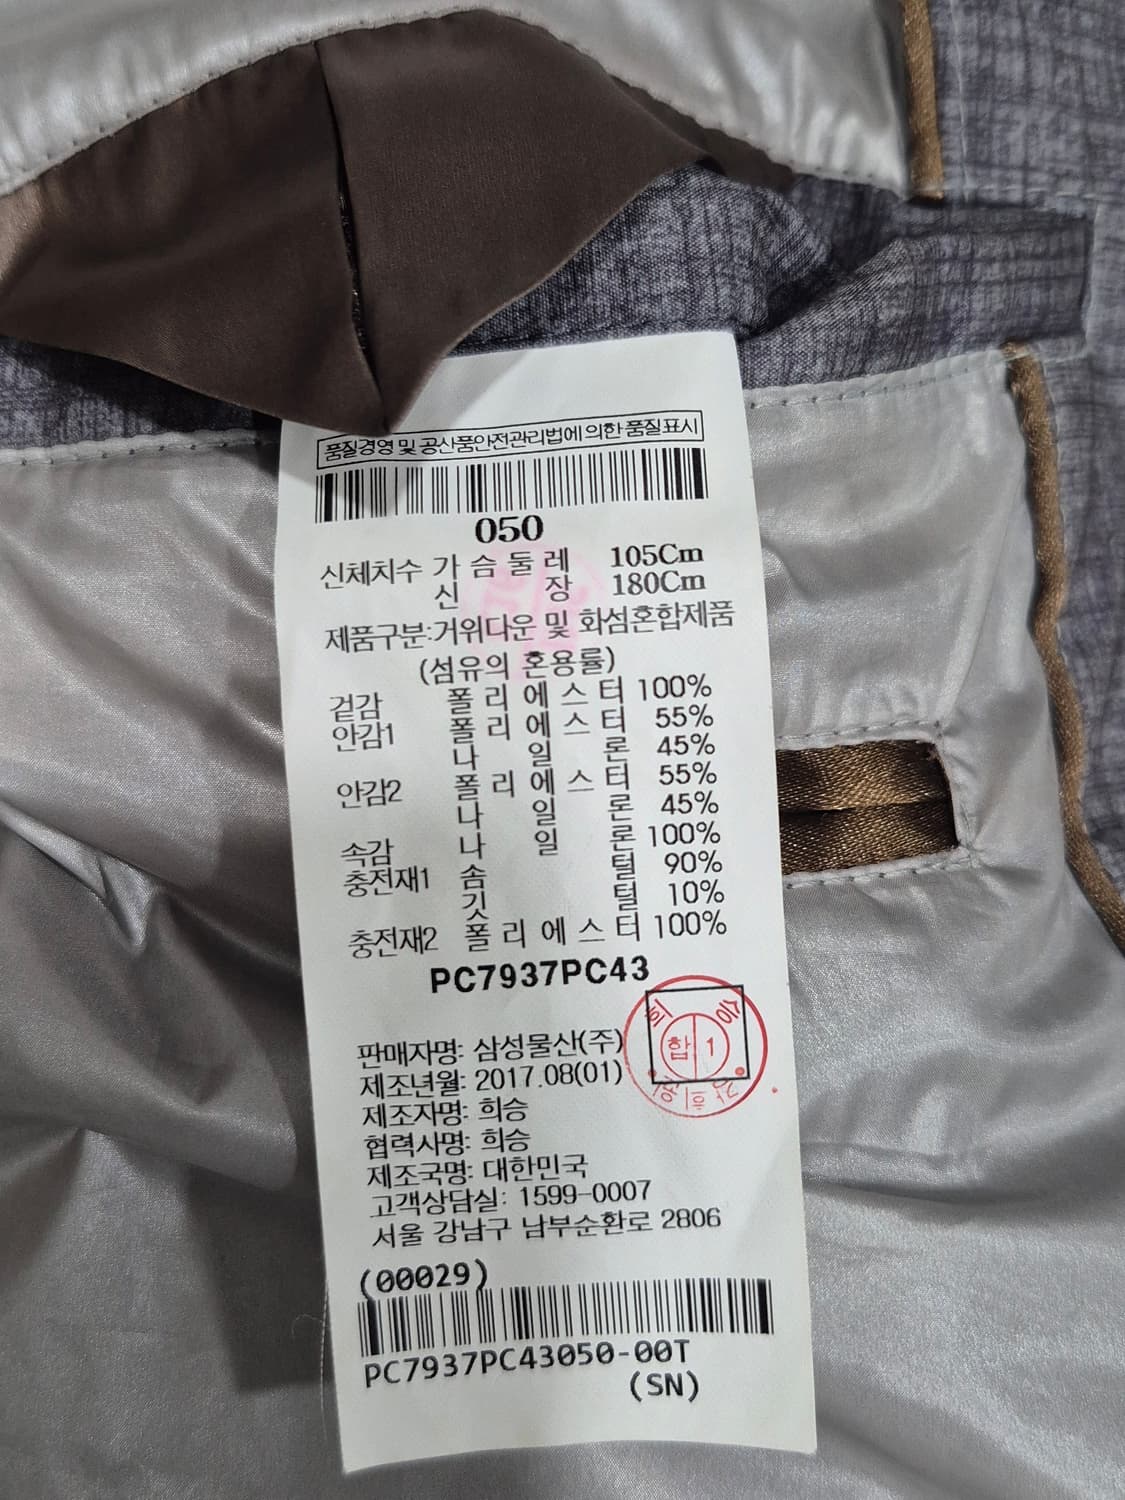 품질경영 및 공산품안전관리법에 의한 품질표시
050
신체치수 가 슴 둘 레 105Cm
신 장 180Cm
제품구분:거위다운 및 화섬혼합제품
(섬유의 혼용률)
겉감 폴 리 에 스 터 100%
안감1 폴 리 에 스 터 55%
나 일 론 45%
안감2 폴 리 에 스 터 55%
나 일 론 45%
속감 나 일 론 100%
충전재1 솜 털 90%
깃 털 10%
충전재2 폴 리 에 스 터 100%
PC7937PC43
희 승
합 1
판매자명: 삼성물산(주)
제조년월: 2017.08(01)
제조자명: 희승
협력사명: 희승
제조국명: 대한민국
고객상담실: 1599-0007
서울 강남구 남부순환로 2806
(00029)
PC7937PC43050-00T
(SN)